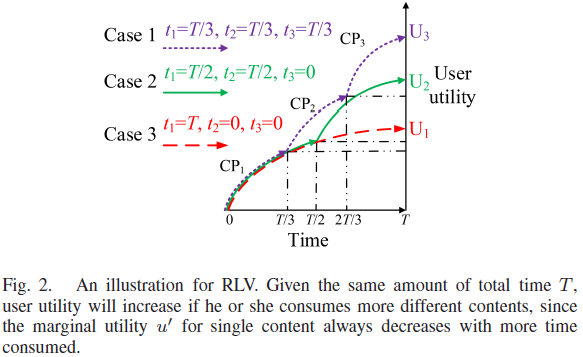 Case 1 t₁=T/3, t₂=T/3, t₃=T/3
CP₃
U₃
Case 2 t₁=T/2, t₂=T/2, t₃=0
U₂
User
utility
CP₂
Case 3 t₁=T, t₂=0, t₃=0
U₁
CP₁
0 T/3 T/2 2T/3 T
Time
Fig. 2. An illustration for RLV. Given the same amount of total time T,
user utility will increase if he or she consumes more different contents, since
the marginal utility u′ for single content always decreases with more time
consumed.